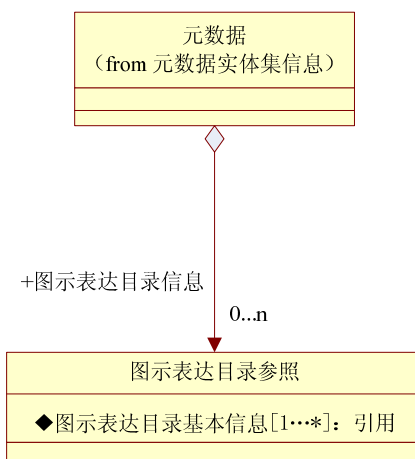 元数据
（from 元数据实体集信息）
+图示表达目录信息
0...n
图示表达目录参照
◆图示表达目录基本信息[1…*]：引用